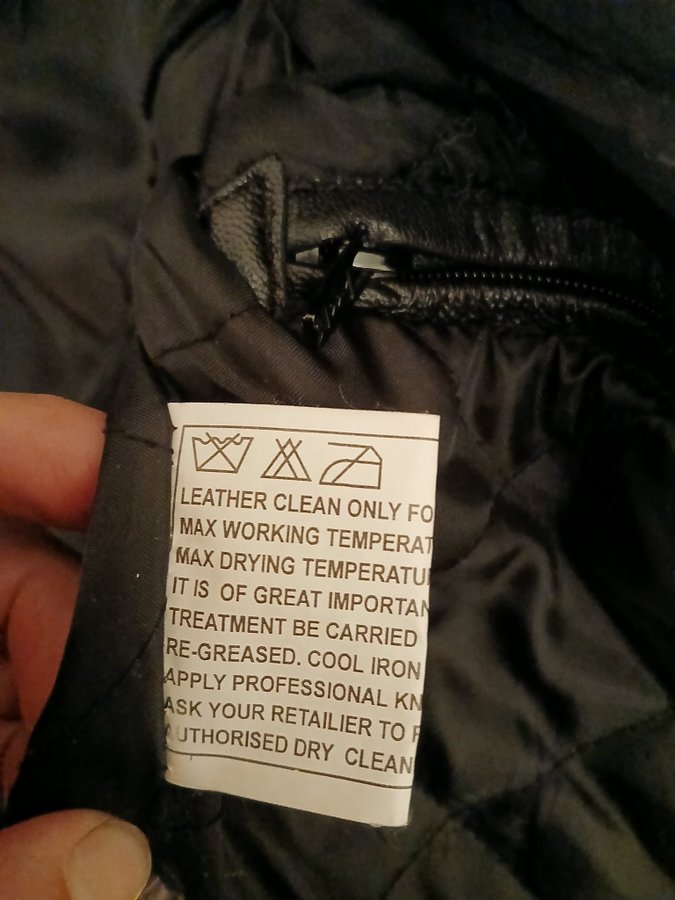 LEATHER CLEAN ONLY FO
MAX WORKING TEMPERAT
MAX DRYING TEMPERATU
IT IS OF GREAT IMPORTAN
TREATMENT BE CARRIED
RE-GREASED. COOL IRON
APPLY PROFESSIONAL KN
ASK YOUR RETAILIER TO
AUTHORISED DRY CLEAN